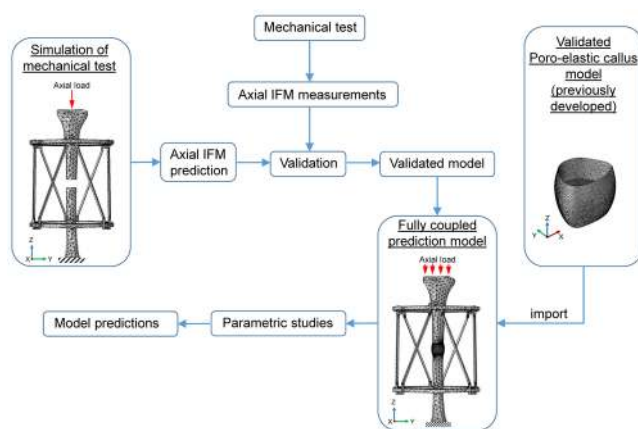 Simulation of
mechanical test
Axial load
Z
X
Y
Mechanical test
Axial IFM measurements
Axial IFM
prediction
Validation
Validated model
Validated
Poro-elastic callus
model
(previously
developed)
Z
Y
X
Fully coupled
prediction model
Axial load
Z
X
Y
import
Parametric studies
Model predictions